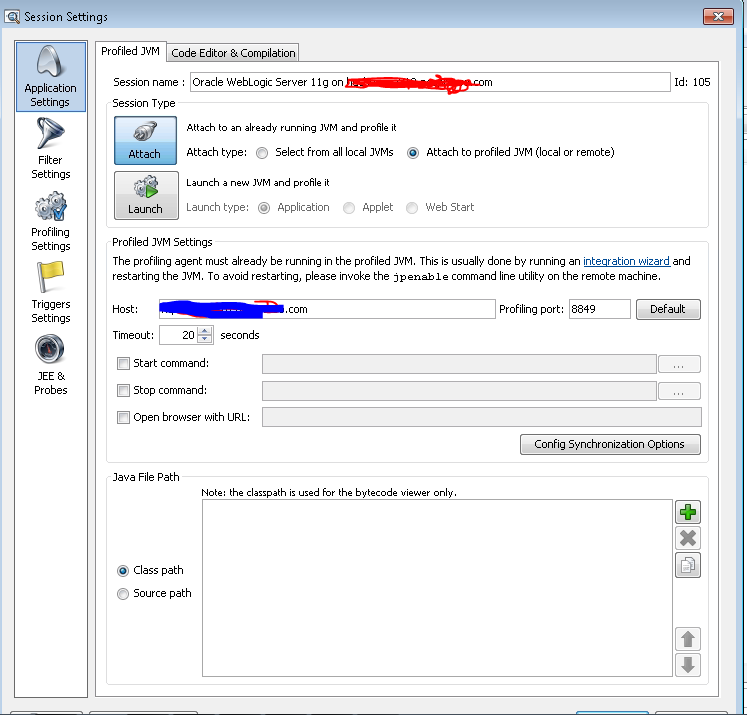 Session Settings
Application
Settings
Filter
Settings
Profiling
Settings
Triggers
Settings
JEE &
Probes
Profiled JVM Code Editor & Compilation
Session name : Oracle WebLogic Server 11g on .com Id: 105
Session Type
Attach
Attach to an already running JVM and profile it
Attach type: Select from all local JVMs Attach to profiled JVM (local or remote)
Launch
Launch a new JVM and profile it
Launch type: Application Applet Web Start
Profiled JVM Settings
The profiling agent must already be running in the profiled JVM. This is usually done by running an integration wizard and
restarting the JVM. To avoid restarting, please invoke the jpenable command line utility on the remote machine.
Host: .com Profiling port: 8849 Default
Timeout: 20 seconds
Start command: ...
Stop command: ...
Open browser with URL:
Config Synchronization Options
Java File Path
Note: the classpath is used for the bytecode viewer only.
Class path
Source path